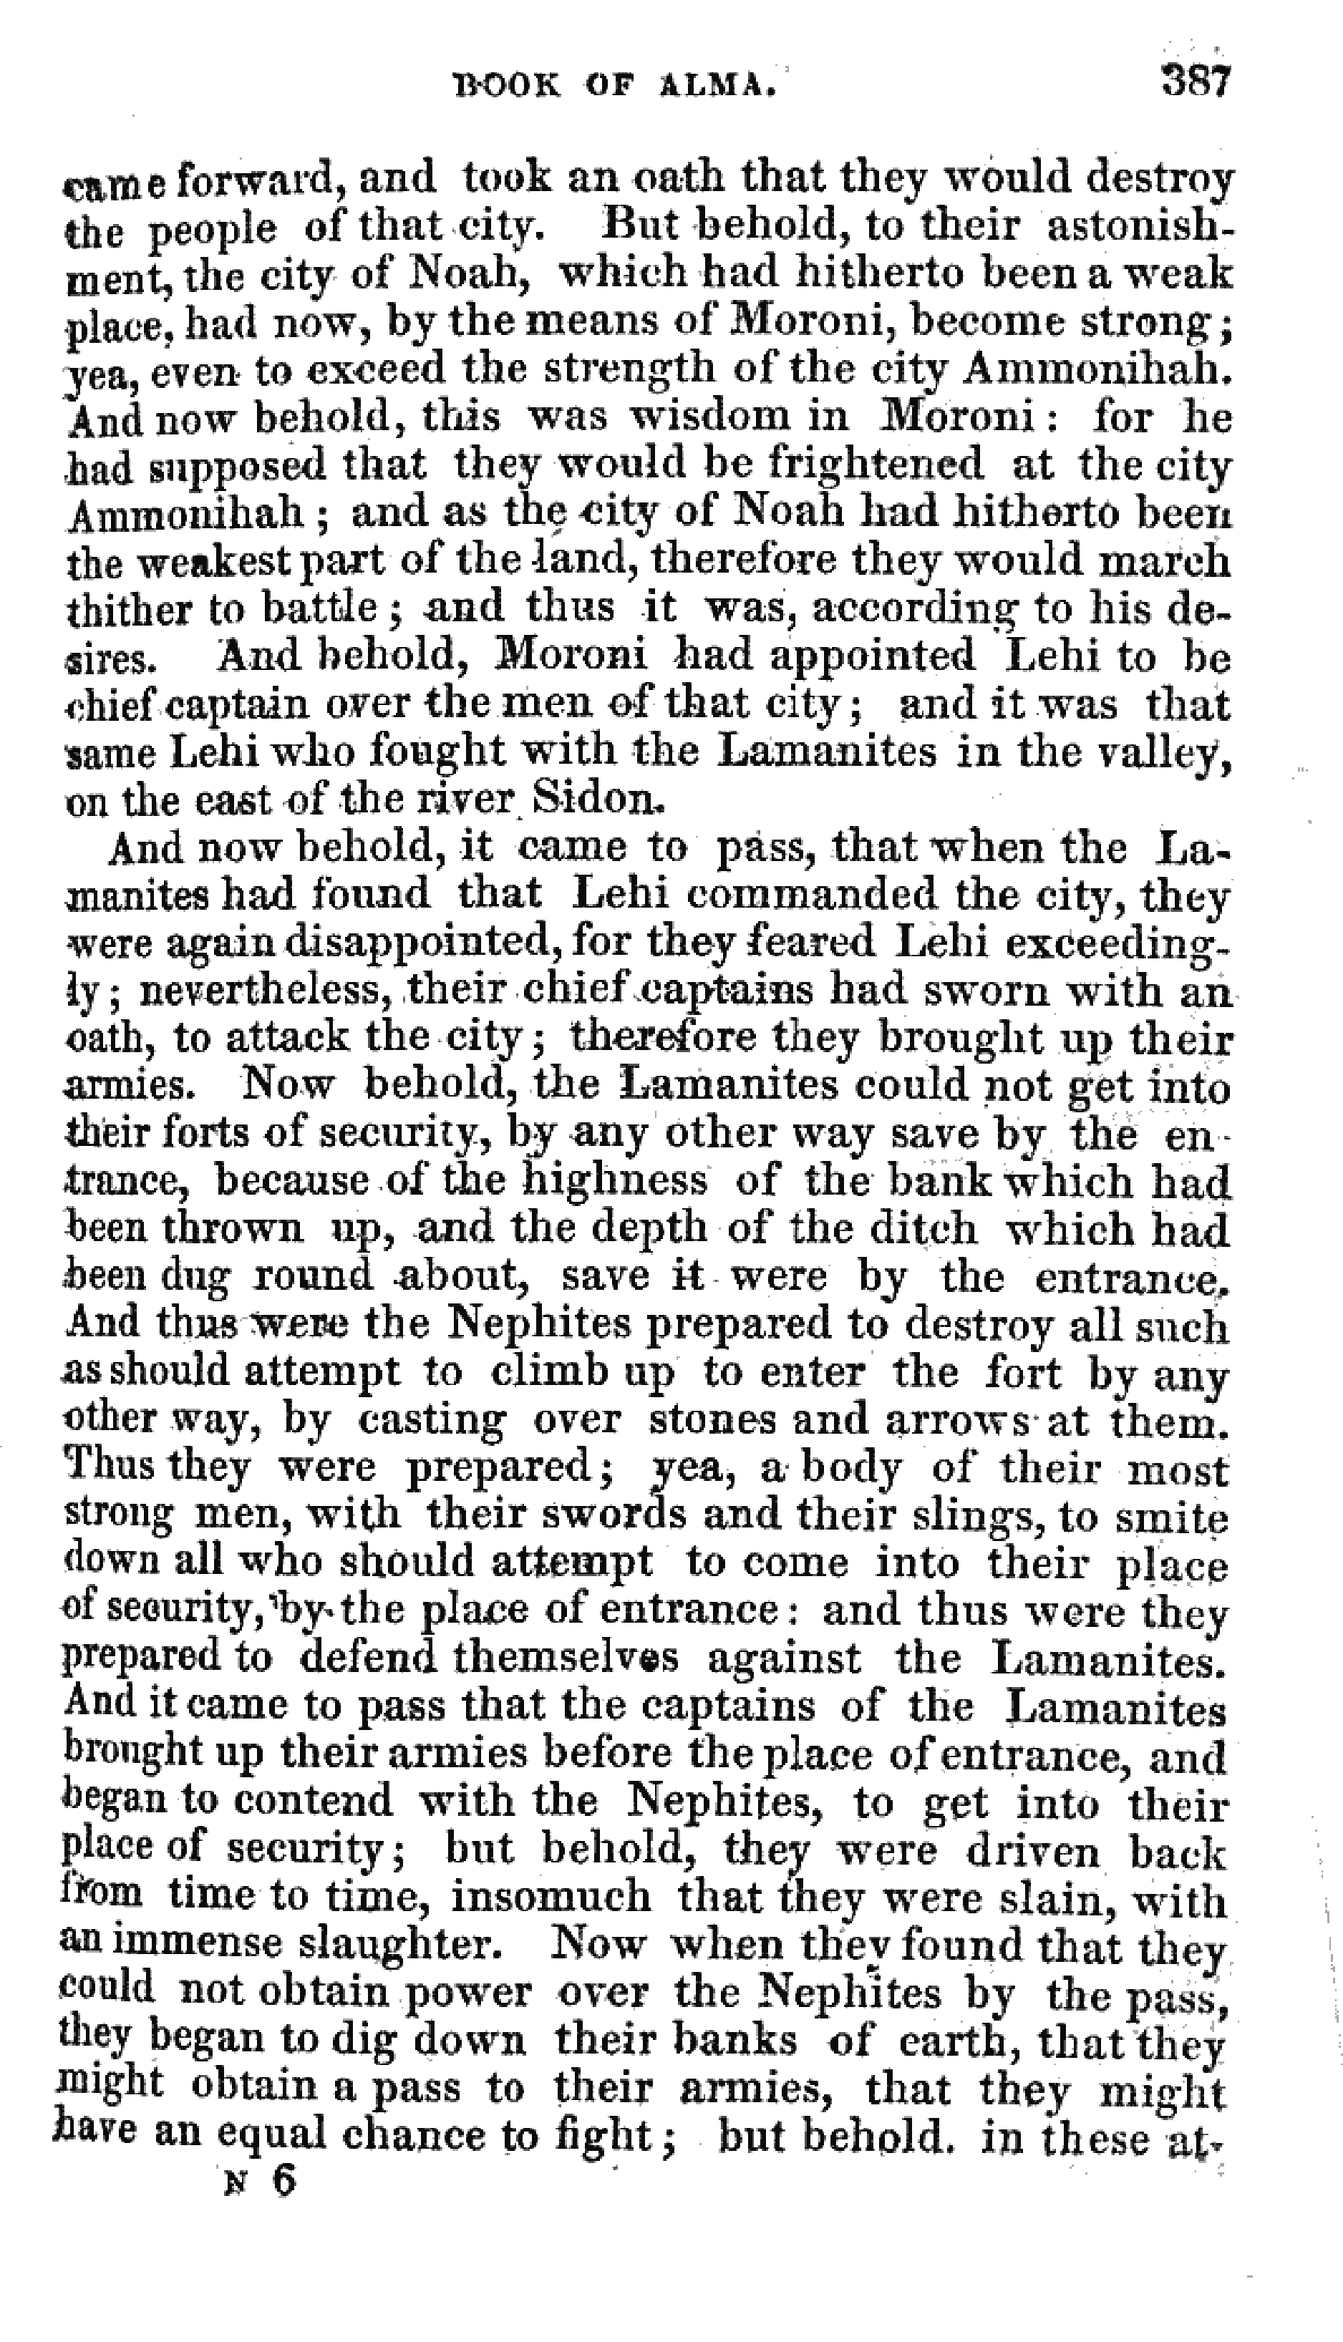 BOOK OF ALMA. 387
came forward, and took an oath that they would destroy
the people of that city. But behold, to their astonish-
ment, the city of Noah, which had hitherto been a weak
place, had now, by the means of Moroni, become strong;
yea, even to exceed the strength of the city Ammonihah.
And now behold, this was wisdom in Moroni: for he
had supposed that they would be frightened at the city
Ammonihah; and as the city of Noah had hitherto been
the weakest part of the land, therefore they would march
thither to battle; and thus it was, according to his de-
sires. And behold, Moroni had appointed Lehi to be
chief captain over the men of that city; and it was that
same Lehi who fought with the Lamanites in the valley,
on the east of the river Sidon.
And now behold, it came to pass, that when the La-
manites had found that Lehi commanded the city, they
were again disappointed, for they feared Lehi exceeding-
ly; nevertheless, their chief captains had sworn with an
oath, to attack the city; therefore they brought up their
armies. Now behold, the Lamanites could not get into
their forts of security, by any other way save by the en-
trance, because of the highness of the bank which had
been thrown up, and the depth of the ditch which had
been dug round about, save it were by the entrance.
And thus were the Nephites prepared to destroy all such
as should attempt to climb up to enter the fort by any
other way, by casting over stones and arrows at them.
Thus they were prepared; yea, a body of their most
strong men, with their swords and their slings, to smite
down all who should attempt to come into their place
of security, by the place of entrance: and thus were they
prepared to defend themselves against the Lamanites.
And it came to pass that the captains of the Lamanites
brought up their armies before the place of entrance, and
began to contend with the Nephites, to get into their
place of security; but behold, they were driven back
from time to time, insomuch that they were slain, with
an immense slaughter. Now when they found that they
could not obtain power over the Nephites by the pass,
they began to dig down their banks of earth, that they
might obtain a pass to their armies, that they might
have an equal chance to fight; but behold. in these at-
N 6